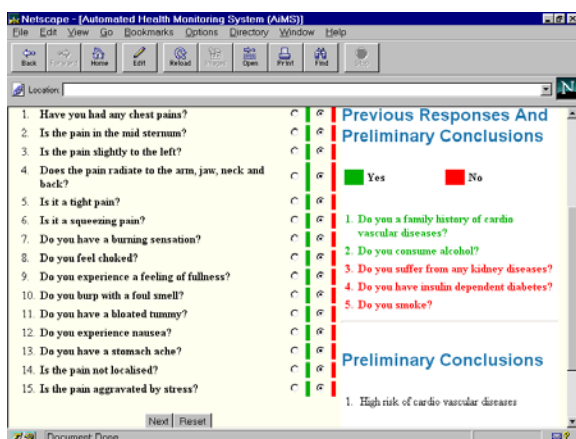 Netscape - [Automated Health Monitoring System (AiMS)]
File Edit View Go Bookmarks Options Directory Window Help
Back Forward Home Edit Reload Images Open Print Find Stop
Location:
N
1. Have you had any chest pains?
2. Is the pain in the mid sternum?
3. Is the pain slightly to the left?
4. Does the pain radiate to the arm, jaw, neck and
back?
5. Is it a tight pain?
6. Is it a squeezing pain?
7. Do you have a burning sensation?
8. Do you feel choked?
9. Do you experience a feeling of fullness?
10. Do you burp with a foul smell?
11. Do you have a bloated tummy?
12. Do you experience nausea?
13. Do you have a stomach ache?
14. Is the pain not localised?
15. Is the pain aggravated by stress?
Next Reset
Previous Responses And
Preliminary Conclusions
Yes No
1. Do you a family history of cardio
vascular diseases?
2. Do you consume alcohol?
3. Do you suffer from any kidney diseases?
4. Do you have insulin dependent diabetes?
5. Do you smoke?
Preliminary Conclusions
1. High risk of cardio vascular diseases
Document: Done